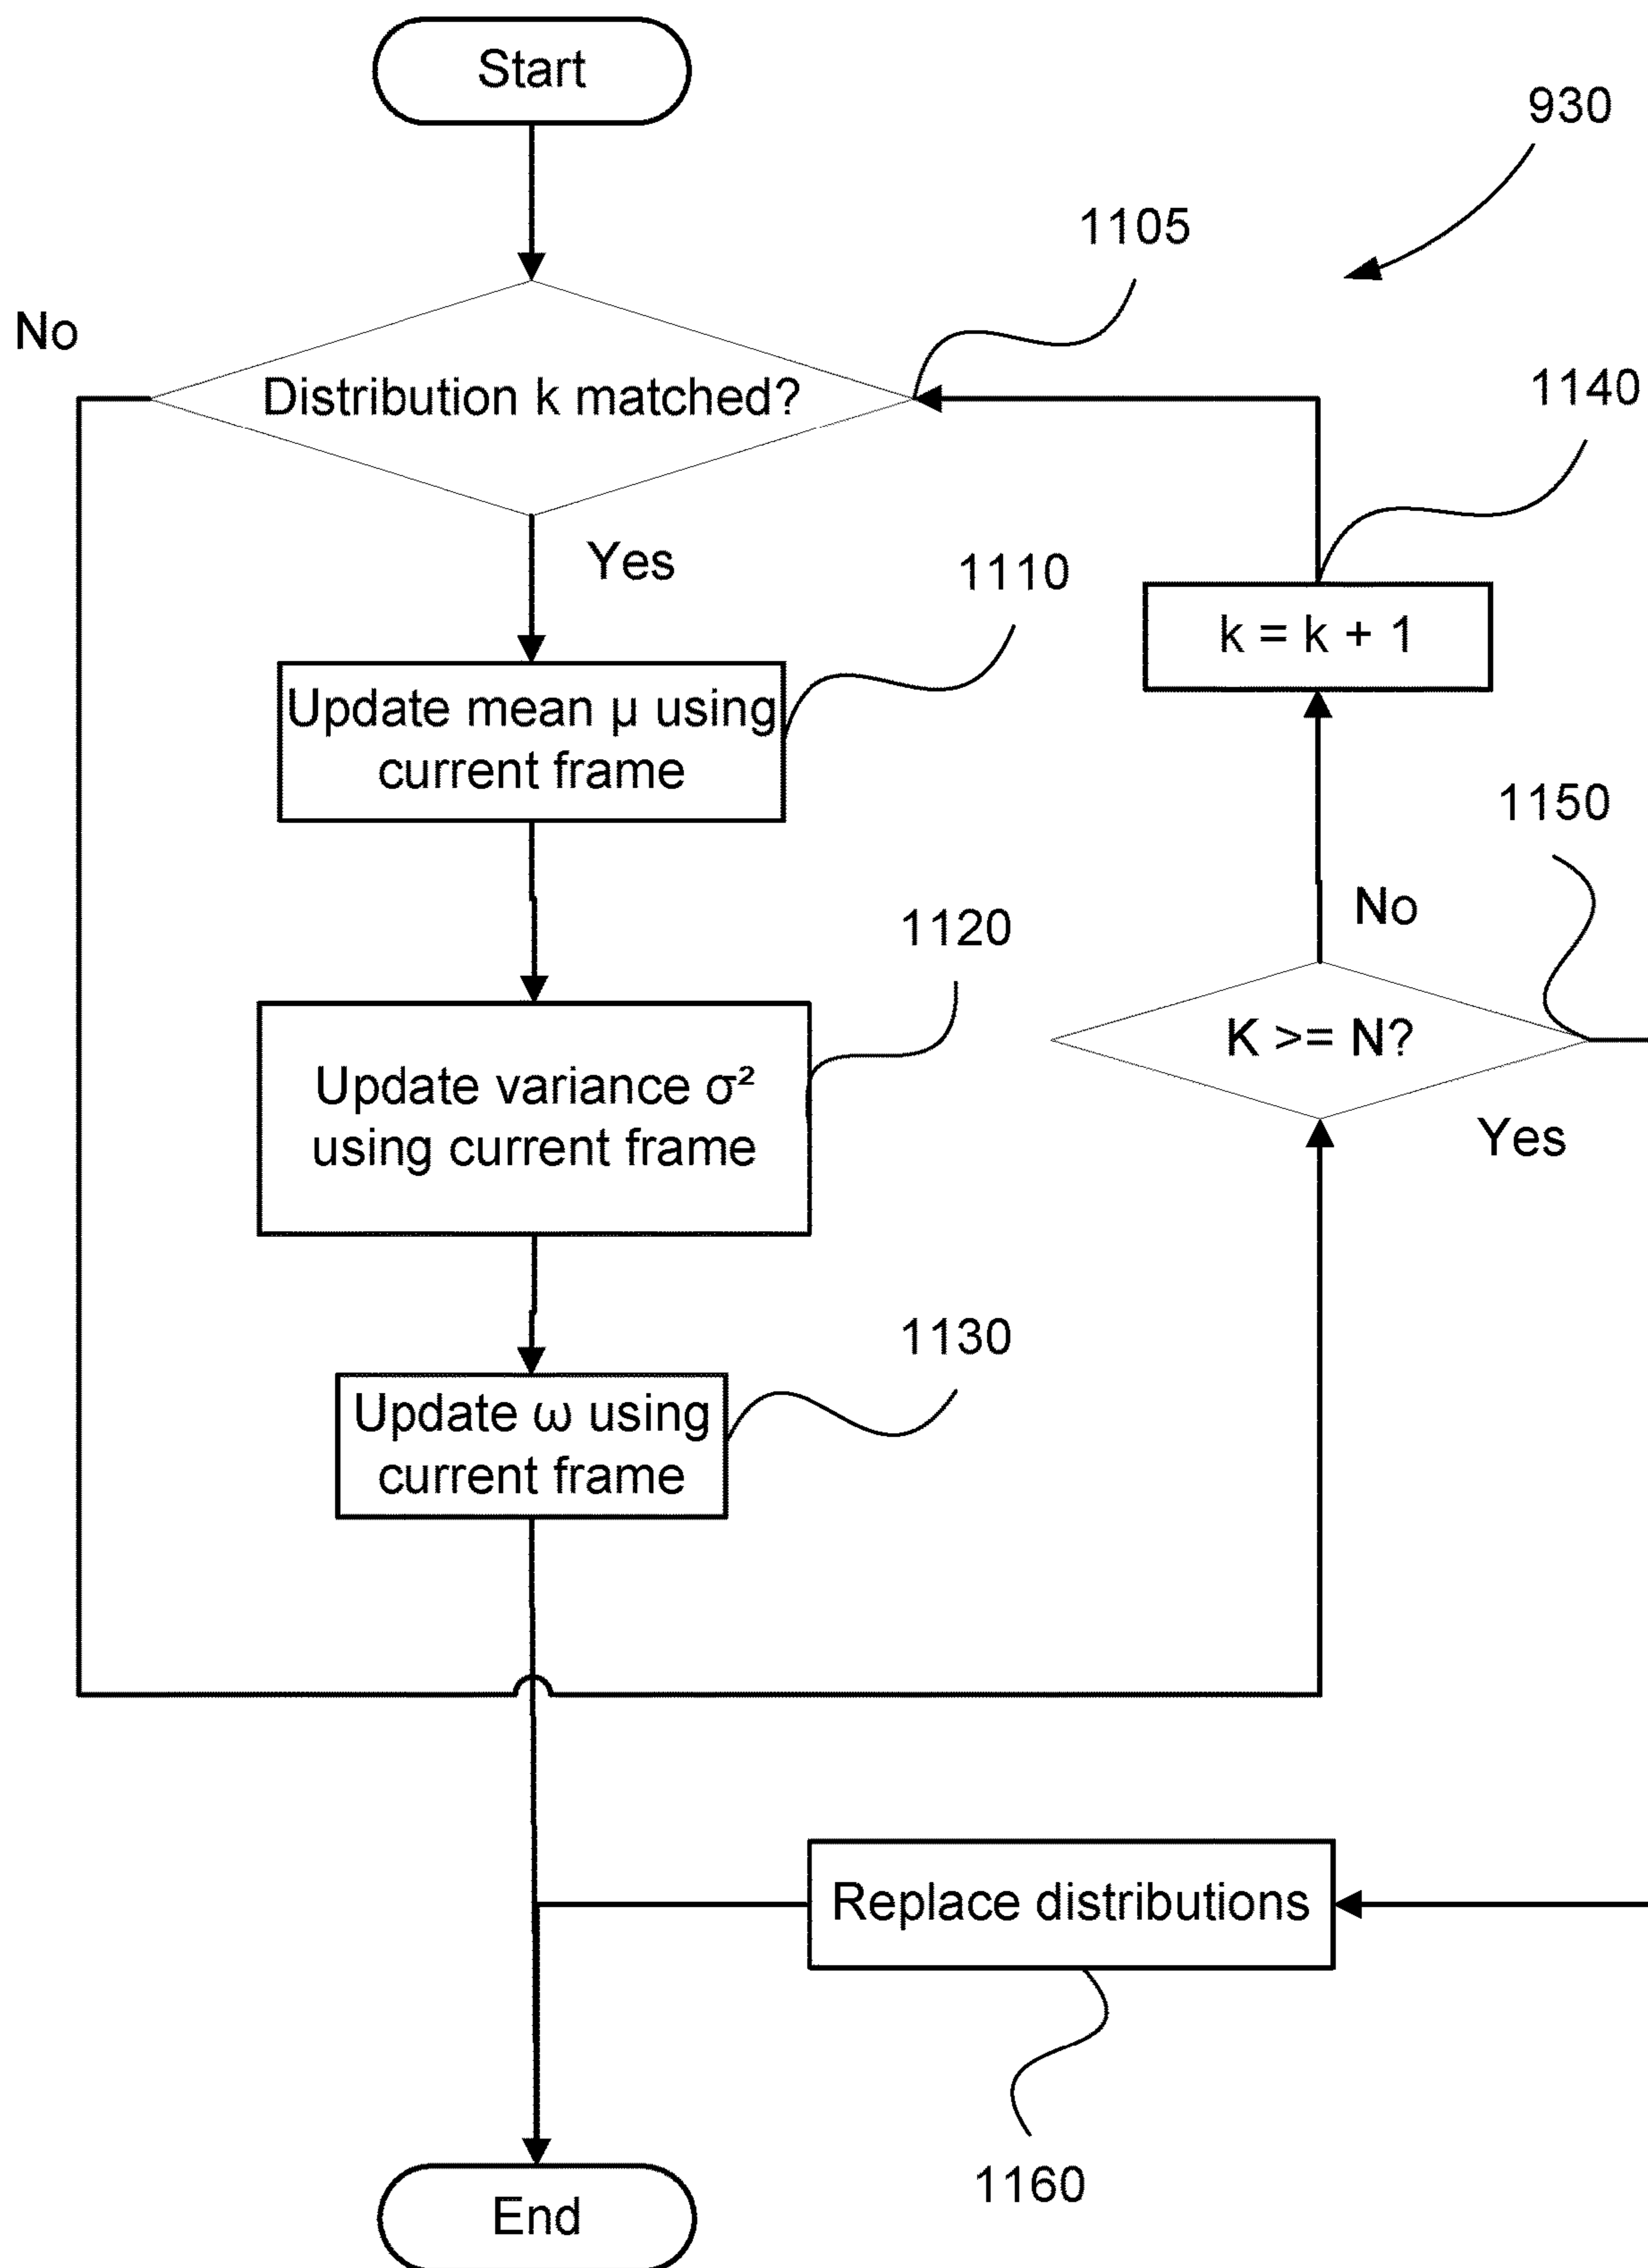 Start
930
1105
No
Distribution k matched?
1140
Yes
1110
k = k + 1
Update mean μ using
current frame
1150
No
1120
K >= N?
Update variance σ²
using current frame
Yes
1130
Update ω using
current frame
Replace distributions
1160
End